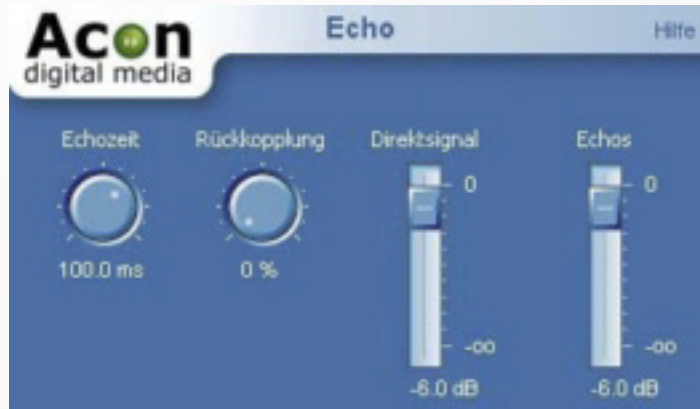 Acon
digital media
Echo
Hilfe
Echozeit
Rückkopplung
Direktsignal
Echos
100.0 ms
0 %
0
-oo
-6.0 dB
0
-oo
-6.0 dB